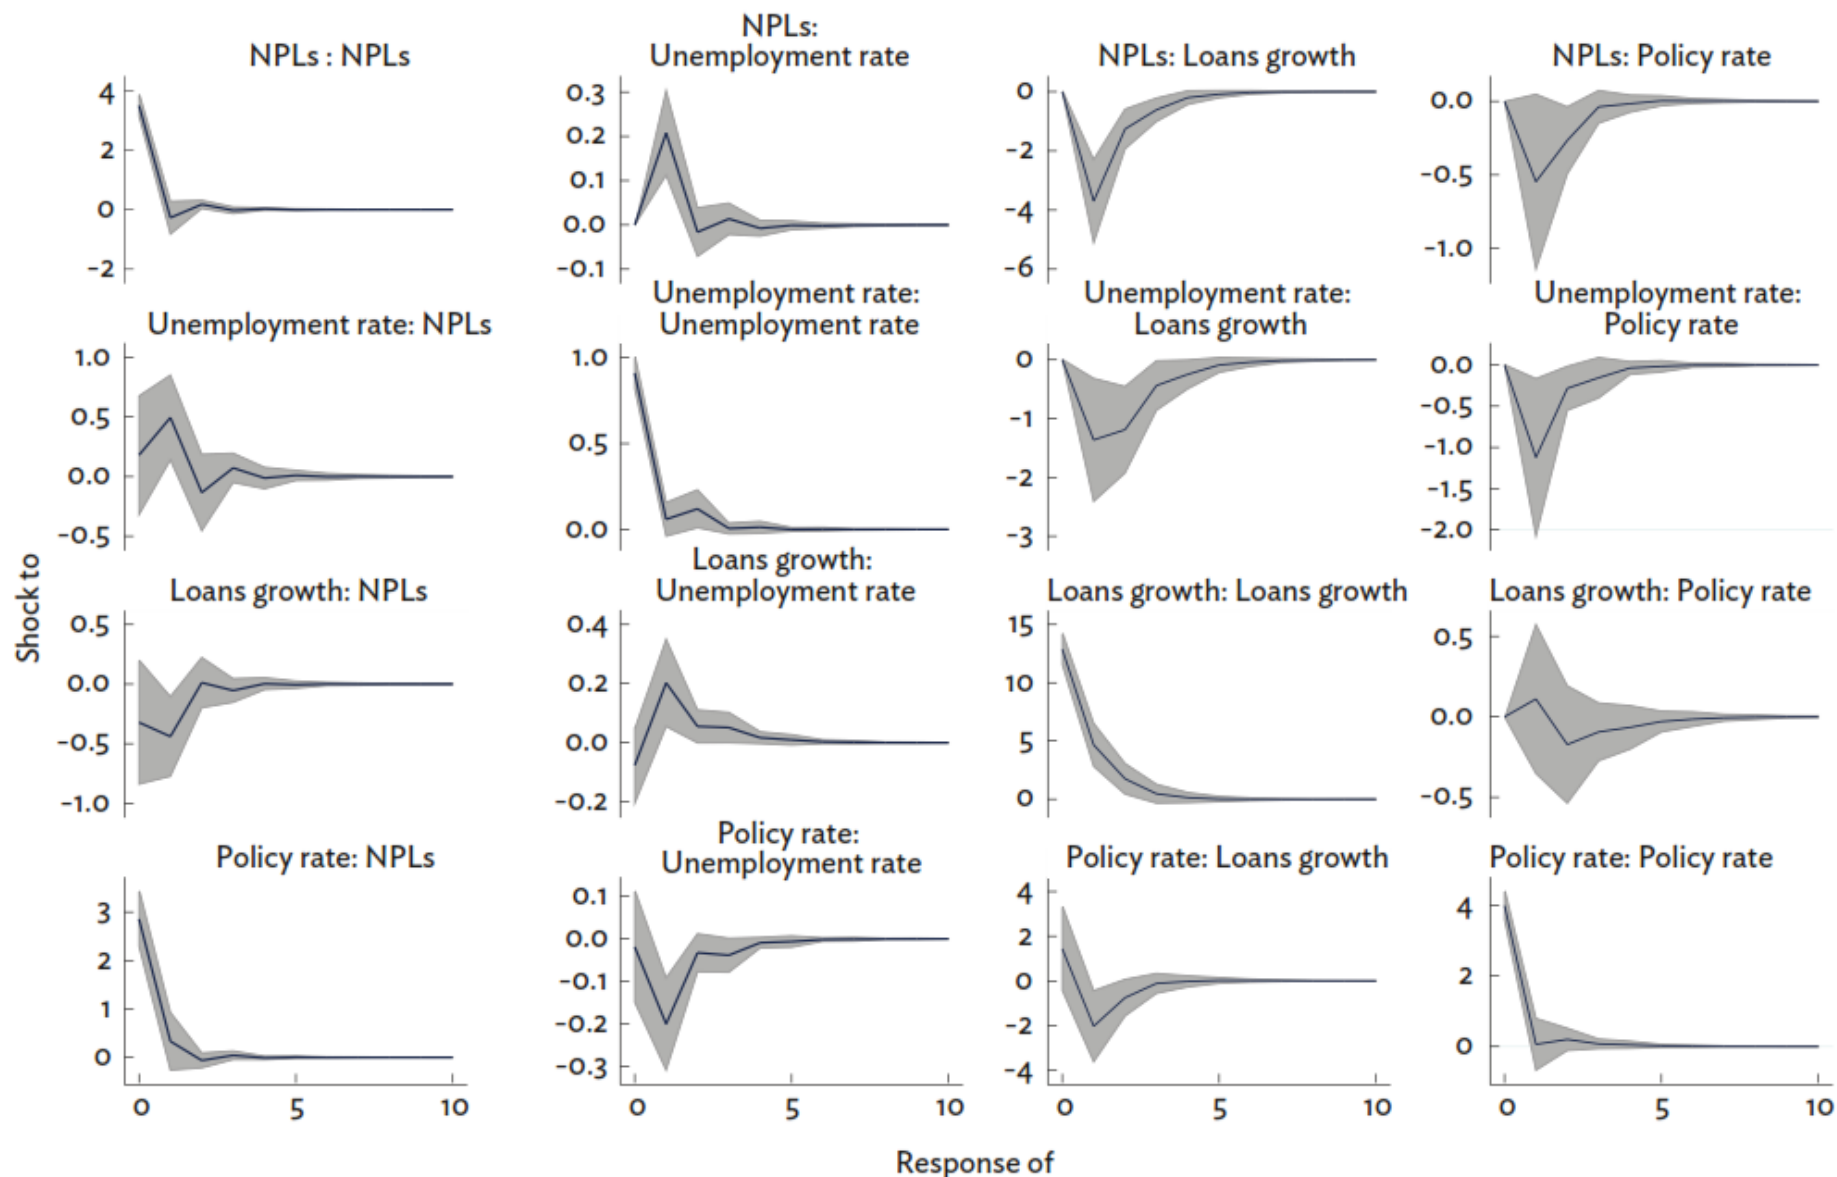 NPLs : NPLs
4
2
0
−2
NPLs:
Unemployment rate
0.3
0.2
0.1
0.0
−0.1
NPLs: Loans growth
0
−2
−4
−6
NPLs: Policy rate
0.0
−0.5
−1.0
Unemployment rate: NPLs
1.0
0.5
0.0
−0.5
Unemployment rate:
Unemployment rate
1.0
0.5
0.0
Unemployment rate:
Loans growth
0
−1
−2
−3
Unemployment rate:
Policy rate
0.0
−0.5
−1.0
−1.5
−2.0
Shock to
Loans growth: NPLs
0.5
0.0
−0.5
−1.0
Loans growth:
Unemployment rate
0.4
0.2
0.0
−0.2
Loans growth: Loans growth
15
10
5
0
Loans growth: Policy rate
0.5
0.0
−0.5
Policy rate: NPLs
3
2
1
0
0 5 10
Policy rate:
Unemployment rate
0.1
0.0
−0.1
−0.2
−0.3
0 5 10
Policy rate: Loans growth
4
2
0
−2
−4
0 5 10
Policy rate: Policy rate
4
2
0
0 5 10
Response of